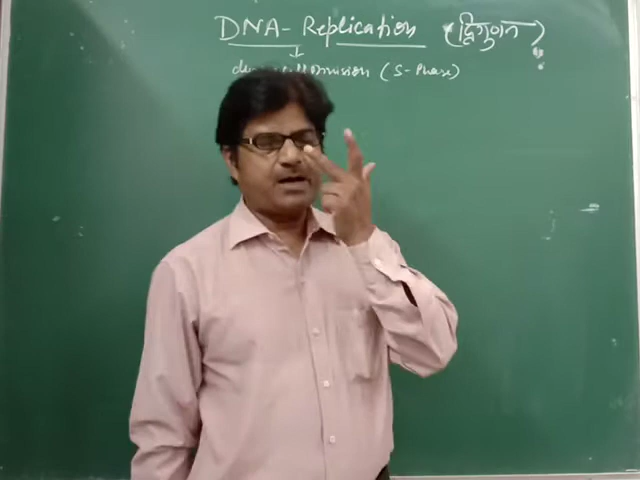 DNA- Replication (द्विगुणन)
Division (S-Phase)